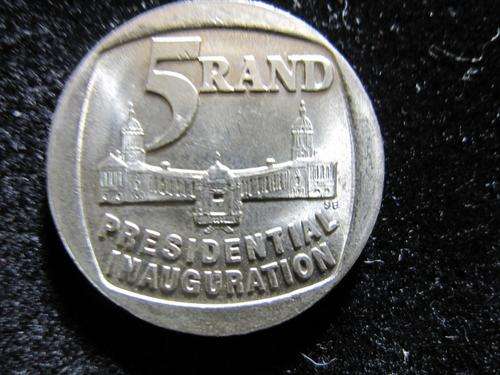 5 RAND
PRESIDENTIAL
INAUGURATION